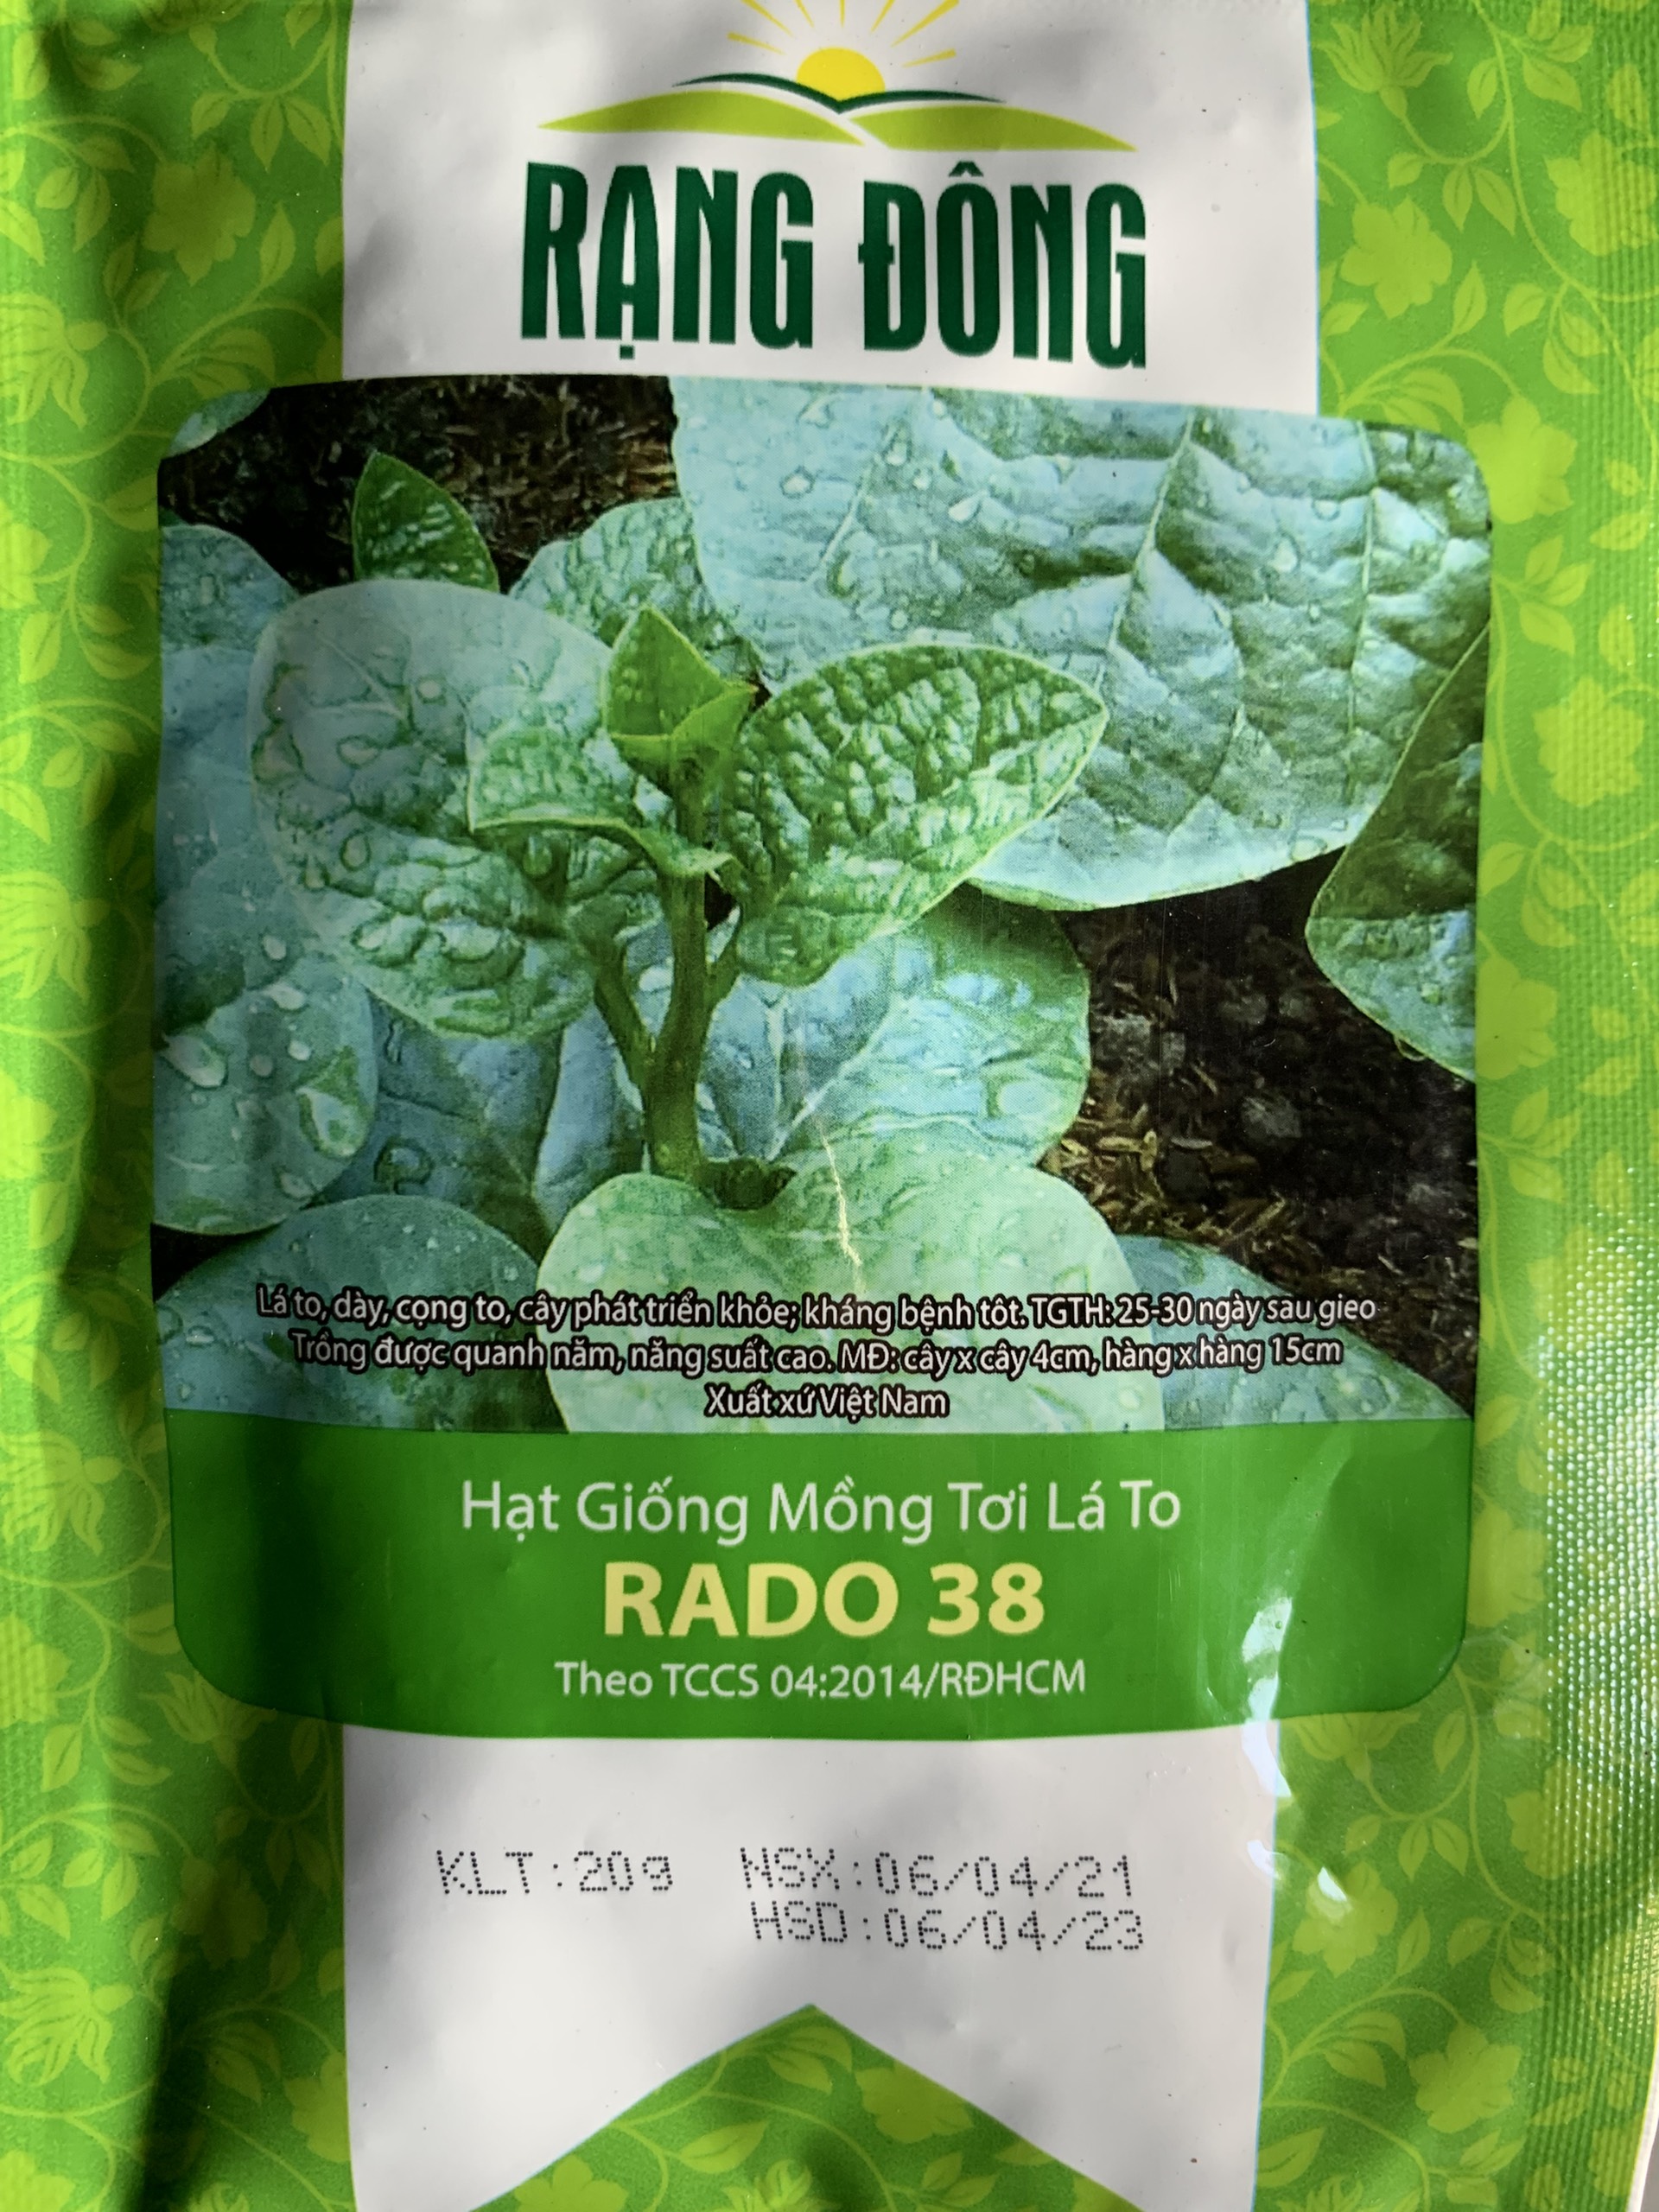 RẠNG ĐÔNG
Lá to, dày, cọng to, cây phát triển khỏe; kháng bệnh tôt. TGTH: 25-30 ngày sau gieo
Trồng được quanh năm, năng suất cao. MĐ: cây x cây 4cm, hàng x hàng 15cm
Xuất xứ Việt Nam
Hạt Giống Mồng Tơi Lá To
RADO 38
Theo TCCS 04:2014/RĐHCM
KLT:20g NSX:06/04/21
HSD:06/04/23